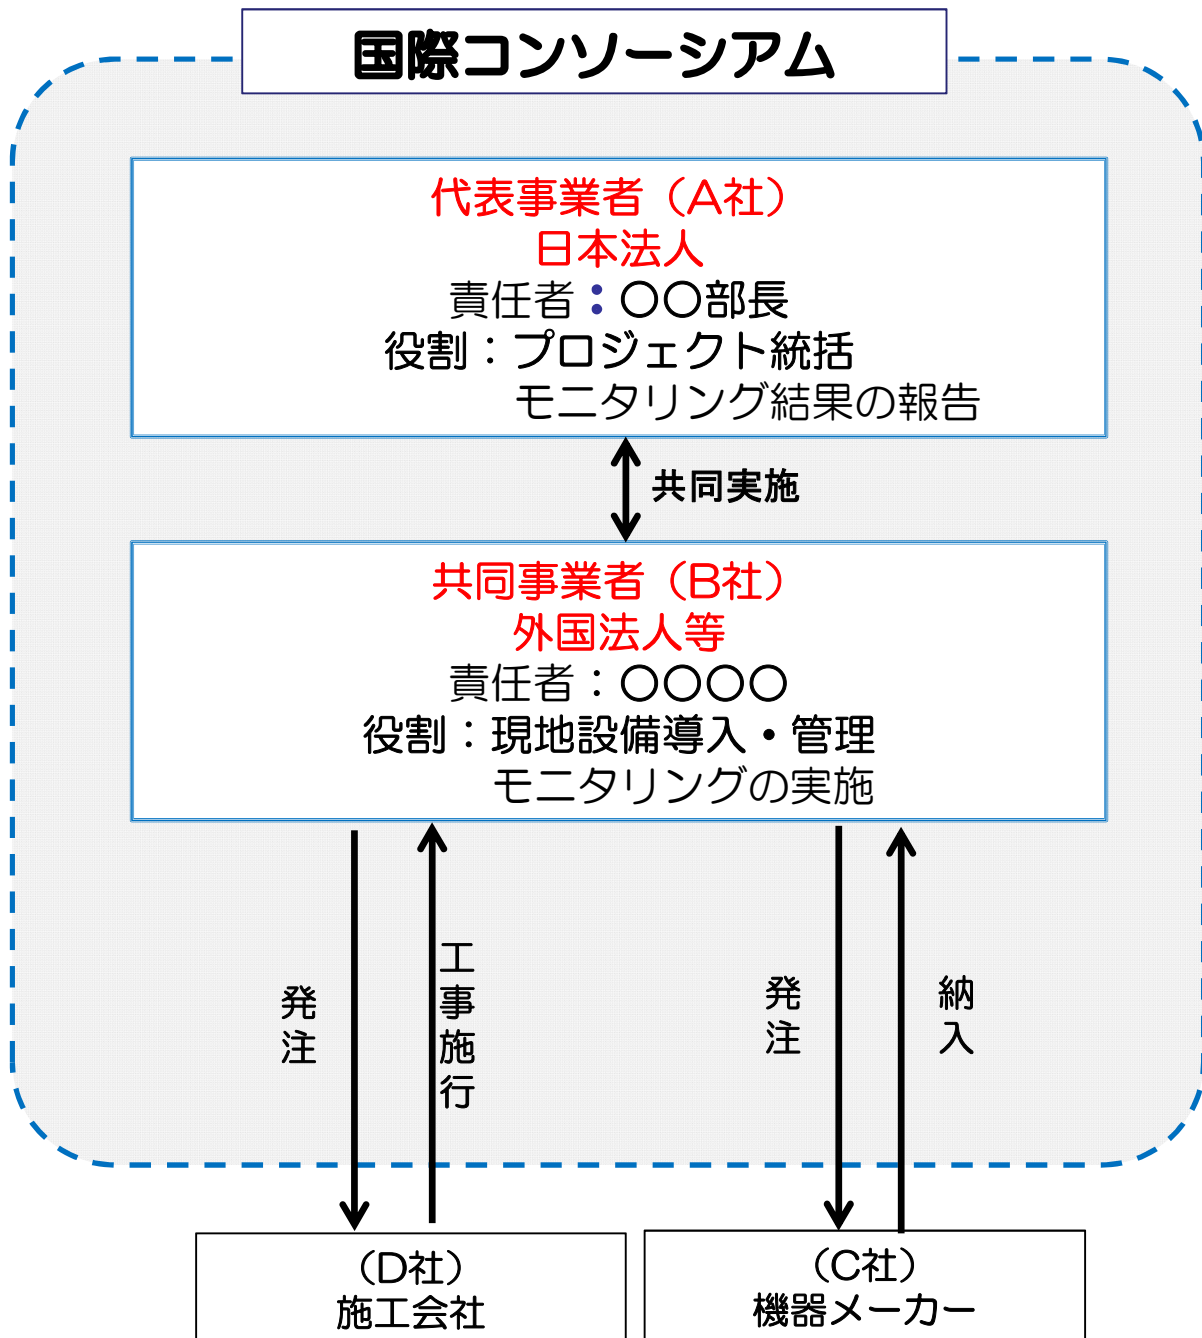 国際コンソーシアム
代表事業者（A社）
日本法人
責任者：〇〇部長
役割：プロジェクト統括
モニタリング結果の報告
共同実施
共同事業者（B社）
外国法人等
責任者：〇〇〇〇
役割：現地設備導入・管理
モニタリングの実施
発注
工事施行
発注
納入
（D社）
施工会社
（C社）
機器メーカー